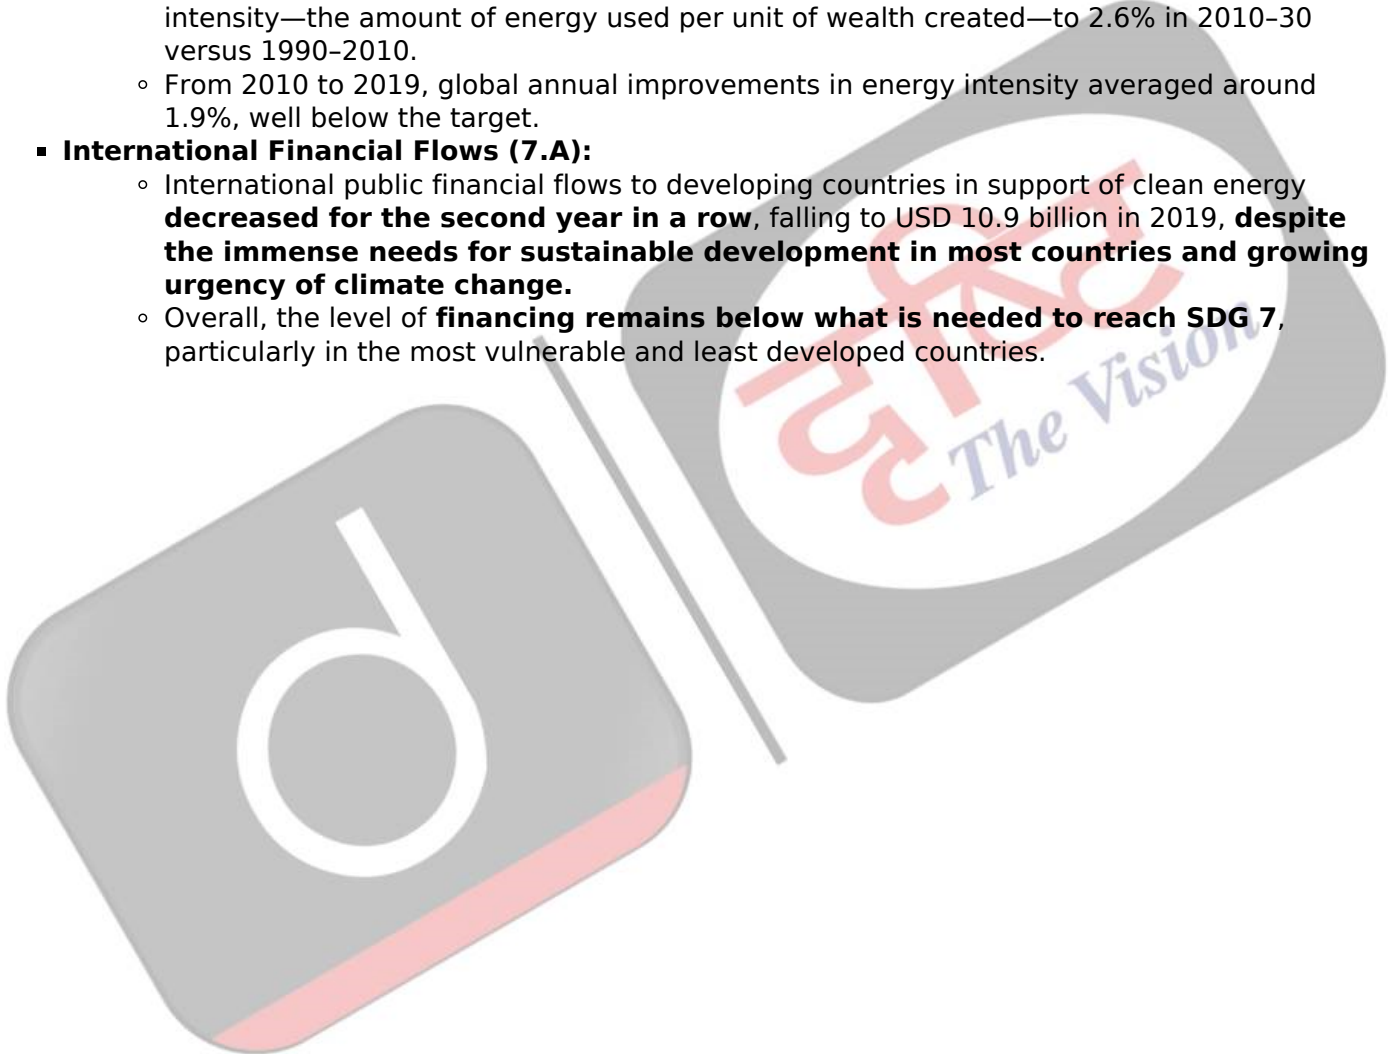 intensity—the amount of energy used per unit of wealth created—to 2.6% in 2010–30
versus 1990–2010.
From 2010 to 2019, global annual improvements in energy intensity averaged around
1.9%, well below the target.
International Financial Flows (7.A):
International public financial flows to developing countries in support of clean energy
decreased for the second year in a row, falling to USD 10.9 billion in 2019, despite
the immense needs for sustainable development in most countries and growing
urgency of climate change.
Overall, the level of financing remains below what is needed to reach SDG 7,
particularly in the most vulnerable and least developed countries.
दृष्टि
The Vision
d